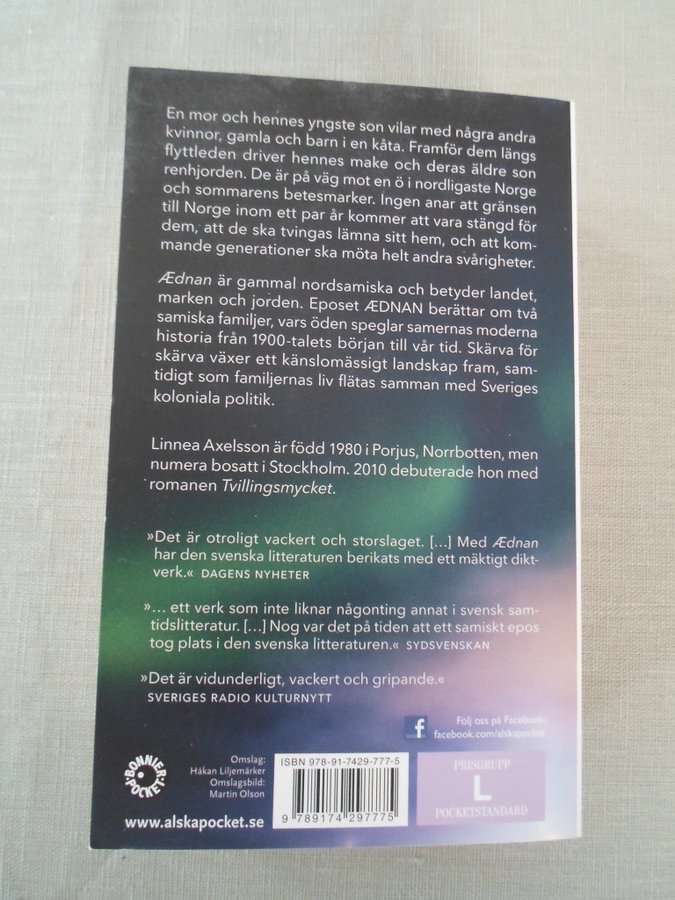 En mor och hennes yngste son vilar med några andra
kvinnor, gamla och barn i en kåta. Framför dem längs
flyttleden driver hennes make och deras äldre son
renhjorden. De är på väg mot en ö i nordligaste Norge
och sommarens betesmarker. Ingen anar att gränsen
till Norge inom ett par år kommer att vara stängd för
dem, att de ska tvingas lämna sitt hem, och att kom-
mande generationer ska möta helt andra svårigheter.
Ædnan är gammal nordsamiska och betyder landet,
marken och jorden. Eposet ÆDNAN berättar om två
samiska familjer, vars öden speglar samernas moderna
historia från 1900-talets början till vår tid. Skärva för
skärva växer ett känslomässigt landskap fram, sam-
tidigt som familjernas liv flätas samman med Sveriges
koloniala politik.
Linnea Axelsson är född 1980 i Porjus, Norrbotten, men
numera bosatt i Stockholm. 2010 debuterade hon med
romanen Tvillingsmycket.
»Det är otroligt vackert och storslaget. [...] Med Ædnan
har den svenska litteraturen berikats med ett mäktigt dikt-
verk.« DAGENS NYHETER
»... ett verk som inte liknar någonting annat i svensk sam-
tidslitteratur. [...] Nog var det på tiden att ett samiskt epos
tog plats i den svenska litteraturen.« SYDSVENSKAN
»Det är vidunderligt, vackert och gripande.«
SVERIGES RADIO KULTURNYTT
f Följ oss på Facebook:
facebook.com/alskapocket
BONNIER POCKET
Omslag:
Håkan Liljemärker
Omslagsbild:
Martin Olson
www.alskapocket.se
ISBN 978-91-7429-777-5
9 789174 297775
PRISGRUPP
L
POCKETSTANDARD